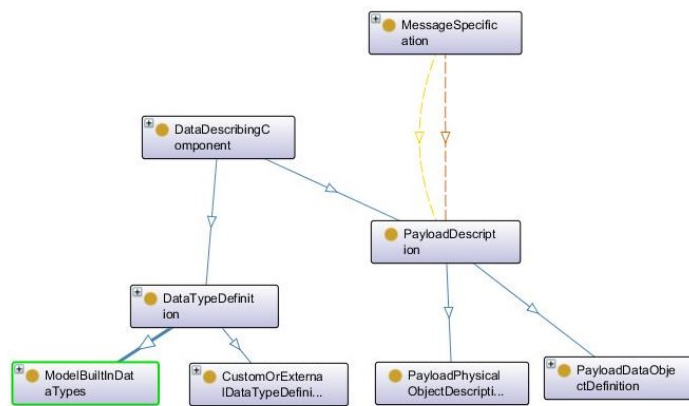 MessageSpecific
ation
DataDescribingC
omponent
PayloadDescript
ion
DataTypeDefinit
ion
ModelBuiltInDat
aTypes
CustomOrExterna
lDataTypeDefini...
PayloadPhysical
ObjectDescripti...
PayloadDataObje
ctDefinition